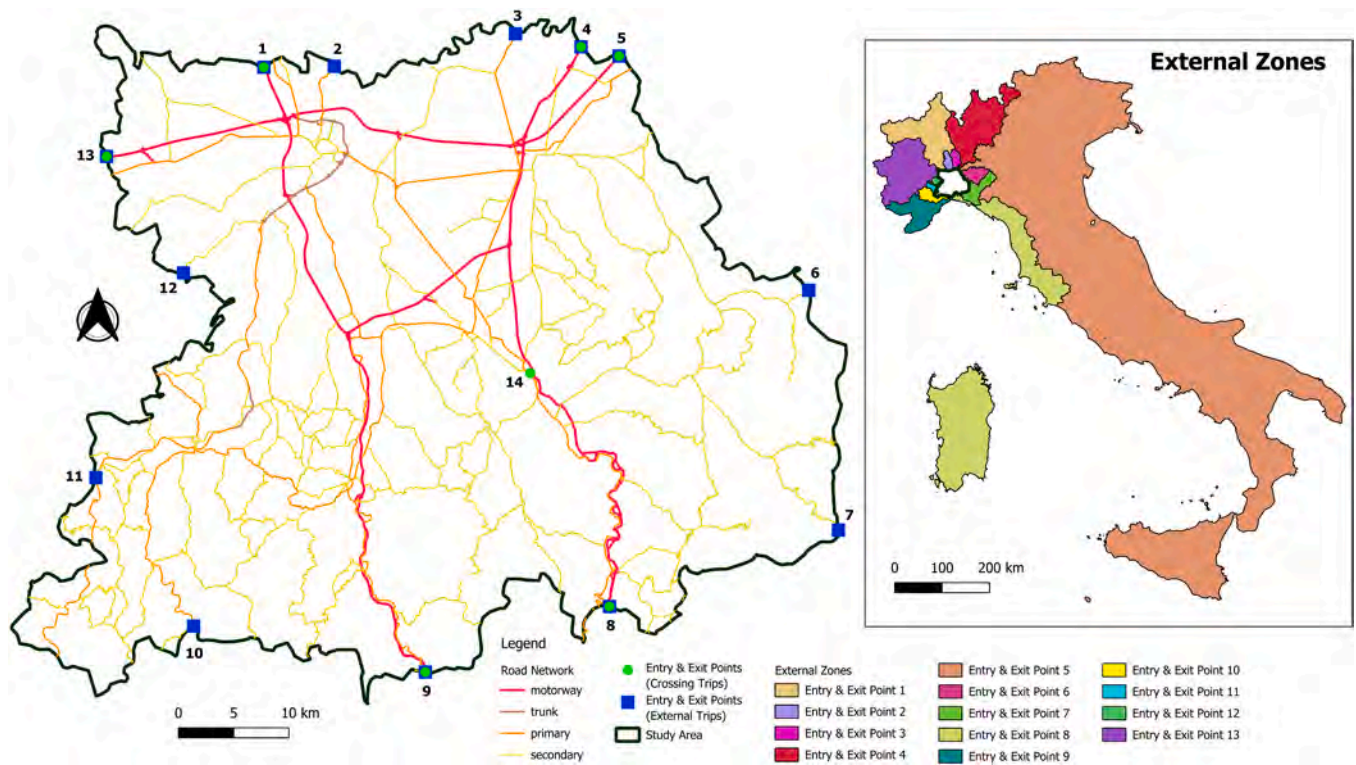 1
2
3
4
5
13
12
6
14
11
7
10
8
9
0 5 10 km
External Zones
0 100 200 km
Legend
Road Network
motorway
trunk
primary
secondary
Entry & Exit Points
(Crossing Trips)
Entry & Exit Points
(External Trips)
Study Area
External Zones
Entry & Exit Point 1
Entry & Exit Point 2
Entry & Exit Point 3
Entry & Exit Point 4
Entry & Exit Point 5
Entry & Exit Point 6
Entry & Exit Point 7
Entry & Exit Point 8
Entry & Exit Point 9
Entry & Exit Point 10
Entry & Exit Point 11
Entry & Exit Point 12
Entry & Exit Point 13